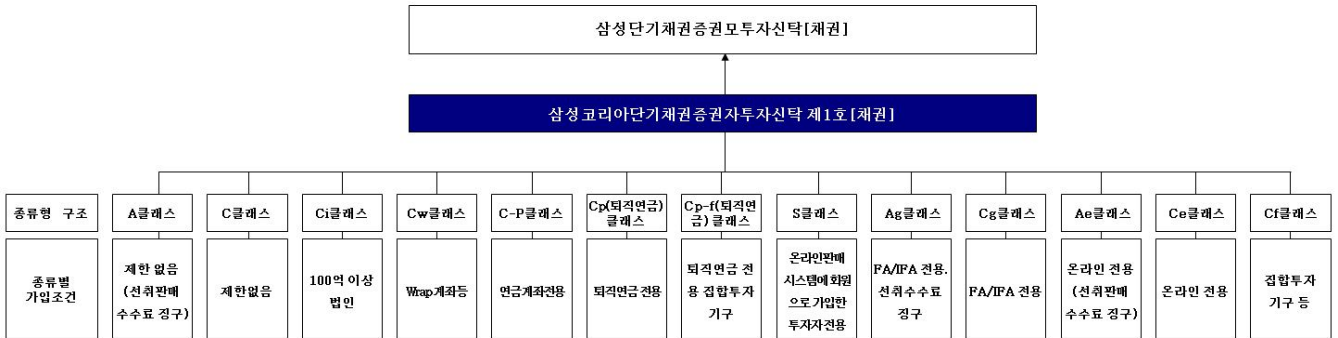 삼성단기채권증권모투자신탁[채권]
삼성코리아단기채권증권자투자신탁 제1호[채권]
종류형 구조
A클래스
C클래스
Ci클래스
Cw클래스
C-P클래스
Cp(퇴직연금)
클래스
Cp-f(퇴직연
금)클래스
S클래스
Ag클래스
Cg클래스
Ae클래스
Ce클래스
Cf클래스
종류별
가입조건
제한 없음
(선취판매
수수료 징구)
제한없음
100억 이상
법인
Wrap계좌등
연금계좌전용
퇴직연금전용
퇴직연금 전
용 집합투자
기구
온라인판매
시스템에 회원
으로 가입한
투자자전용
FA/IFA 전용.
선취수수료
징구
FA/IFA 전용
온라인 전용
(선취판매
수수료 징구)
온라인 전용
집합투자
기구 등